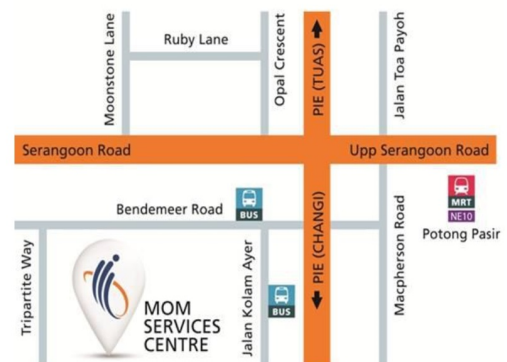 Moonstone Lane
Ruby Lane
Opal Crescent
PIE (TUAS)
Jalan Toa Payoh
Serangoon Road
Upp Serangoon Road
MRT
NE10
Potong Pasir
Bendemeer Road
BUS
PIE (CHANGI)
Macpherson Road
Tripartite Way
MOM
SERVICES
CENTRE
Jalan Kolam Ayer
BUS